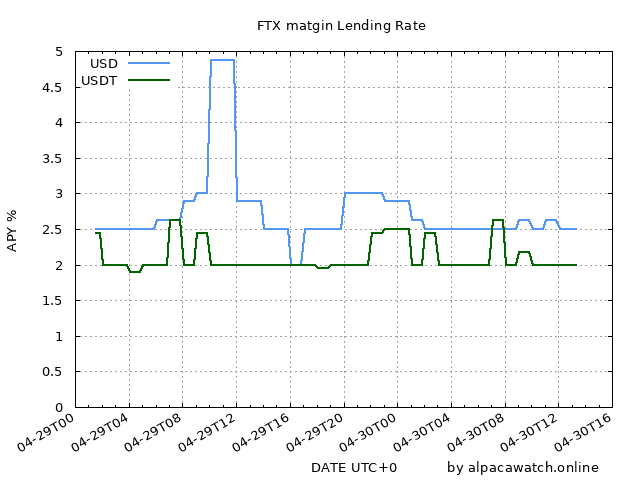 FTX matgin Lending Rate
USD
USDT
5
4.5
4
3.5
3
2.5
2
1.5
1
0.5
0
APY %
04-29T00
04-29T04
04-29T08
04-29T12
04-29T16
04-29T20
04-30T00
04-30T04
04-30T08
04-30T12
04-30T16
DATE UTC+0
by alpacawatch.online